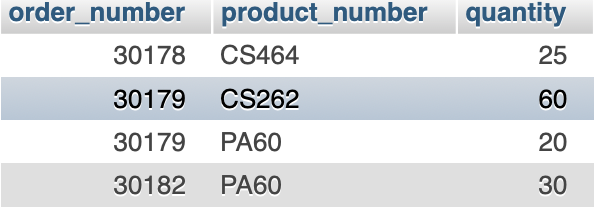 order_number product_number quantity
30178 CS464 25
30179 CS262 60
30179 PA60 20
30182 PA60 30